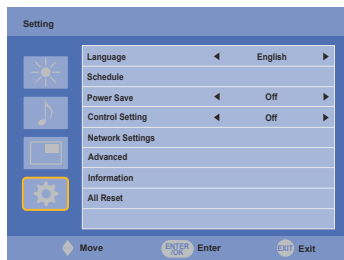 Setting
Language English
Schedule
Power Save Off
Control Setting Off
Network Settings
Advanced
Information
All Reset
Move ENTER /OK Enter EXIT Exit